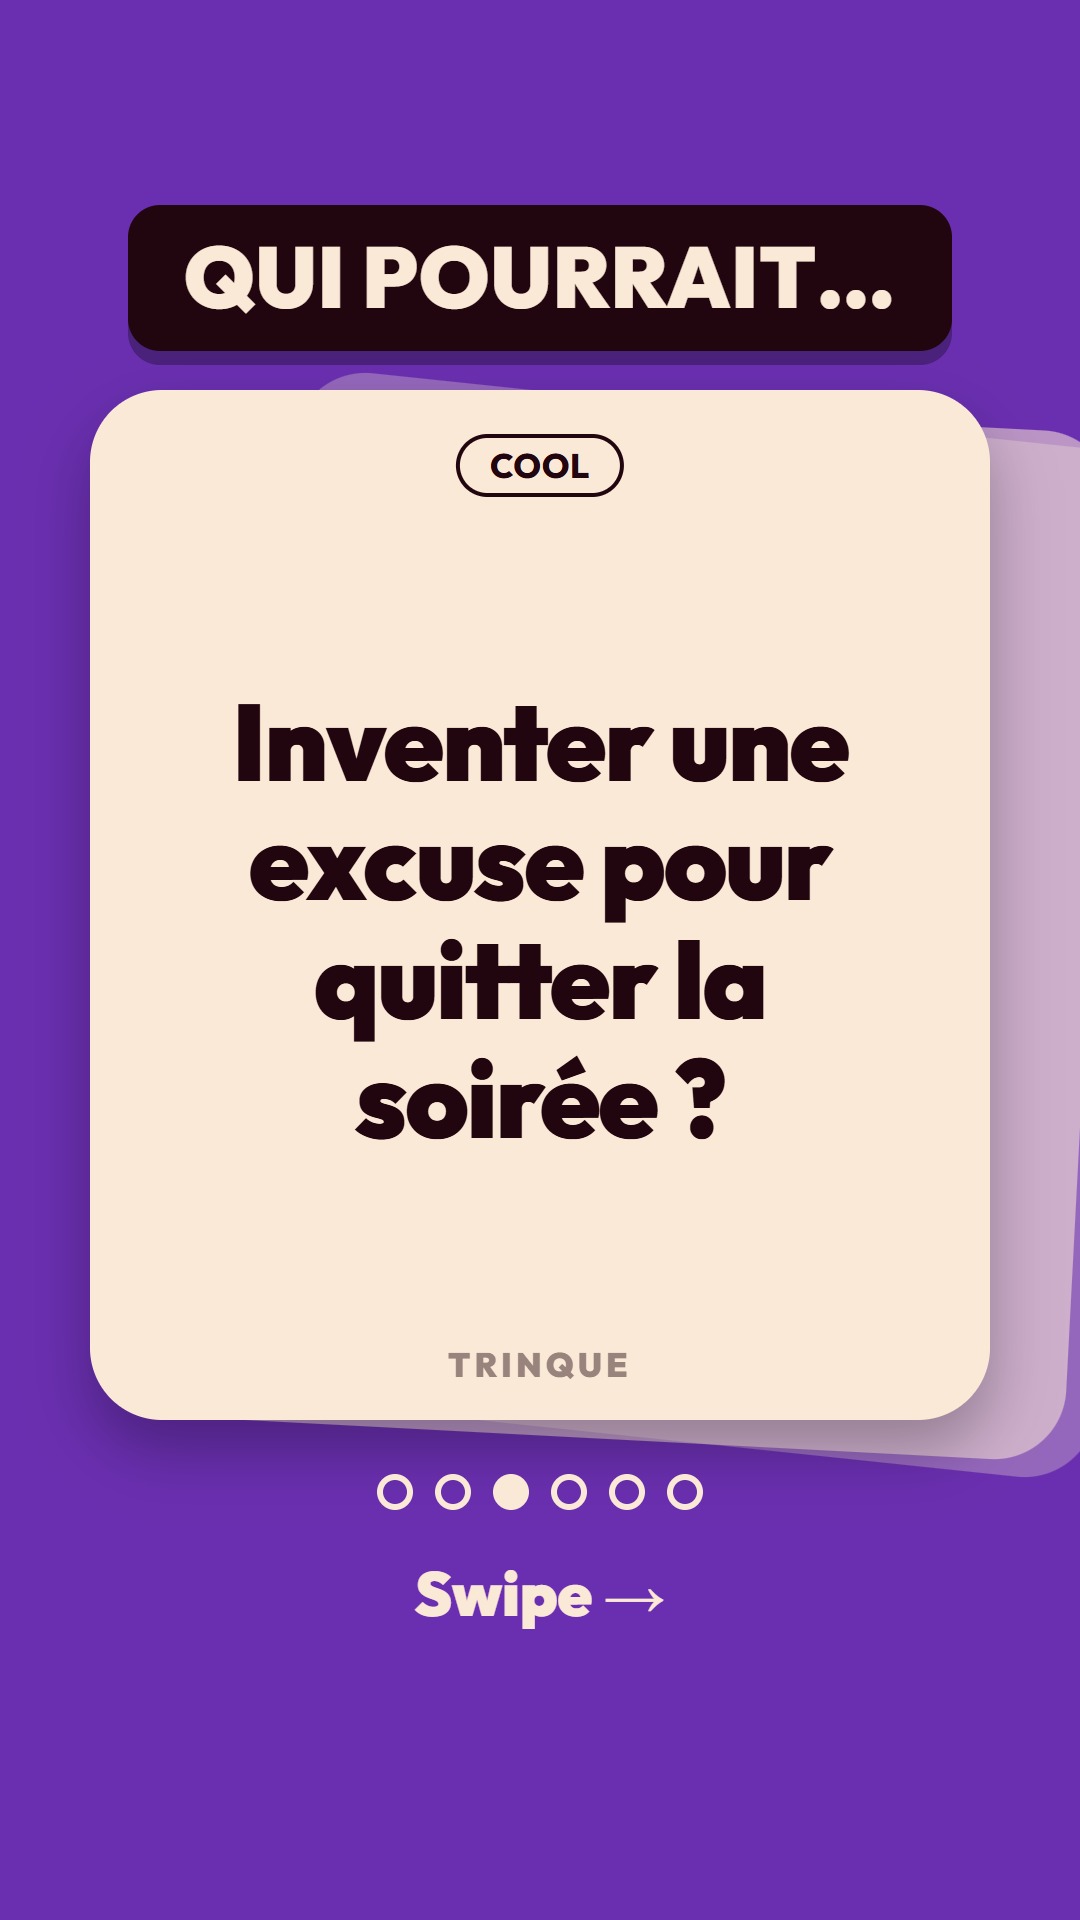 QUI POURRAIT...
COOL
Inventer une
excuse pour
quitter la
soirée ?
TRINQUE
Swipe →